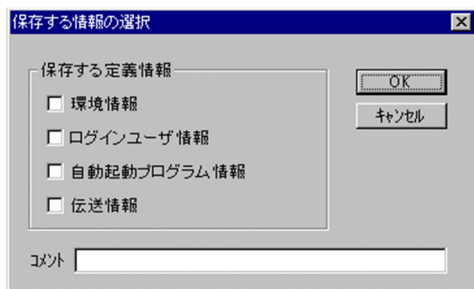 保存する情報の選択
保存する定義情報
OK
環境情報
キャンセル
ログインユーザ情報
自動起動プログラム情報
伝送情報
コメント